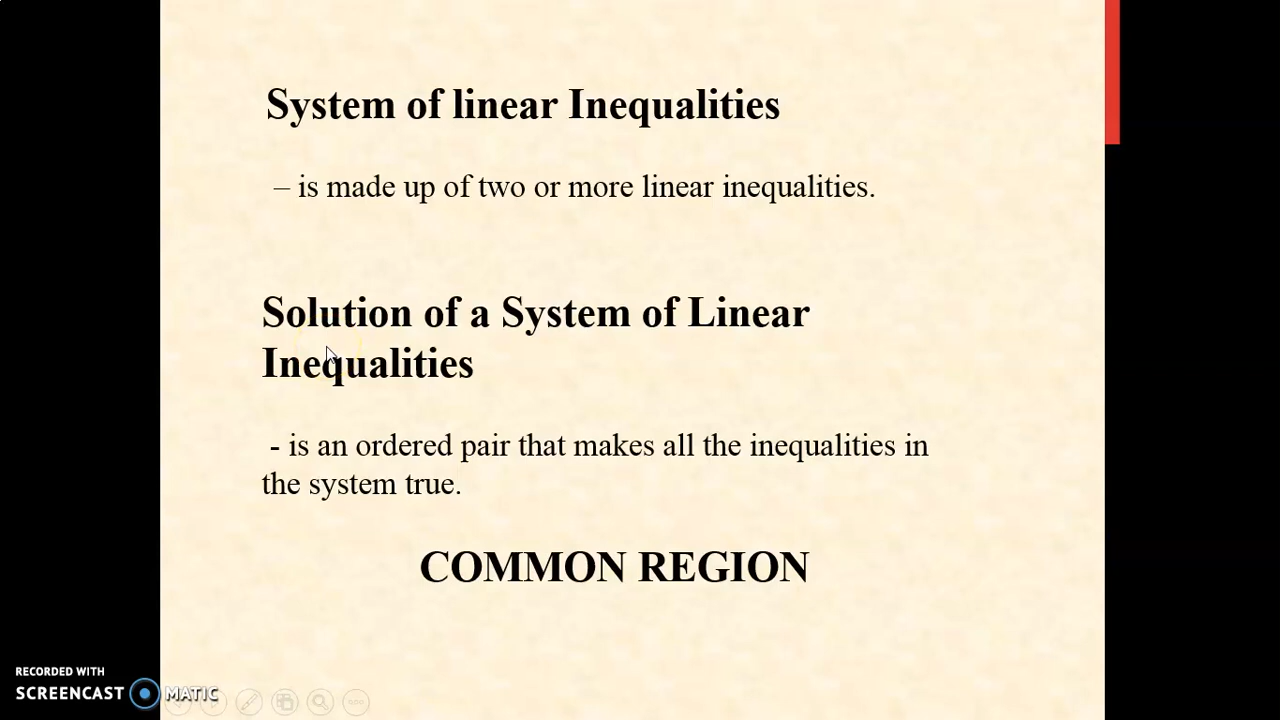 System of linear Inequalities
– is made up of two or more linear inequalities.
Solution of a System of Linear
Inequalities
- is an ordered pair that makes all the inequalities in
the system true.
COMMON REGION
RECORDED WITH
SCREENCAST MATIC